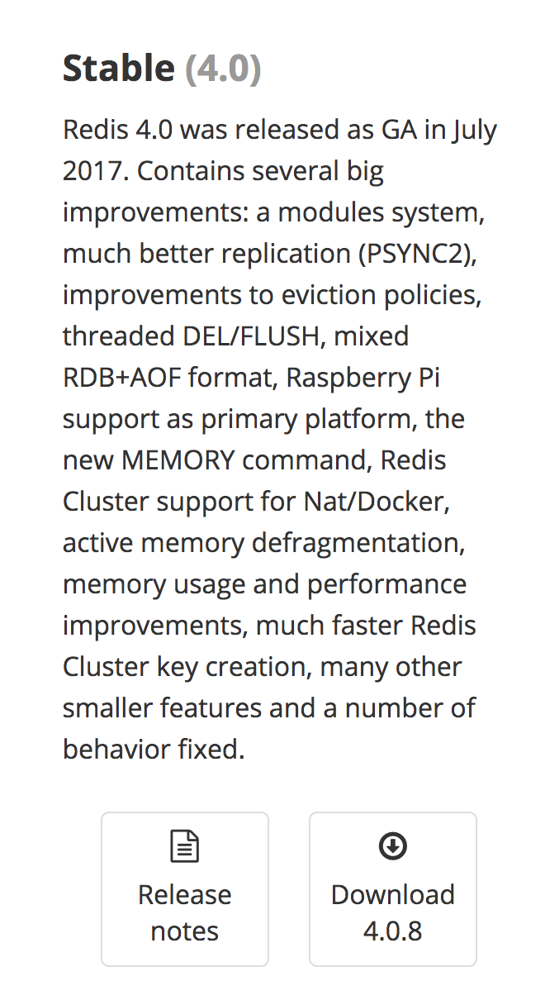 Stable (4.0)
Redis 4.0 was released as GA in July
2017. Contains several big
improvements: a modules system,
much better replication (PSYNC2),
improvements to eviction policies,
threaded DEL/FLUSH, mixed
RDB+AOF format, Raspberry Pi
support as primary platform, the
new MEMORY command, Redis
Cluster support for Nat/Docker,
active memory defragmentation,
memory usage and performance
improvements, much faster Redis
Cluster key creation, many other
smaller features and a number of
behavior fixed.
Release
notes
Download
4.0.8